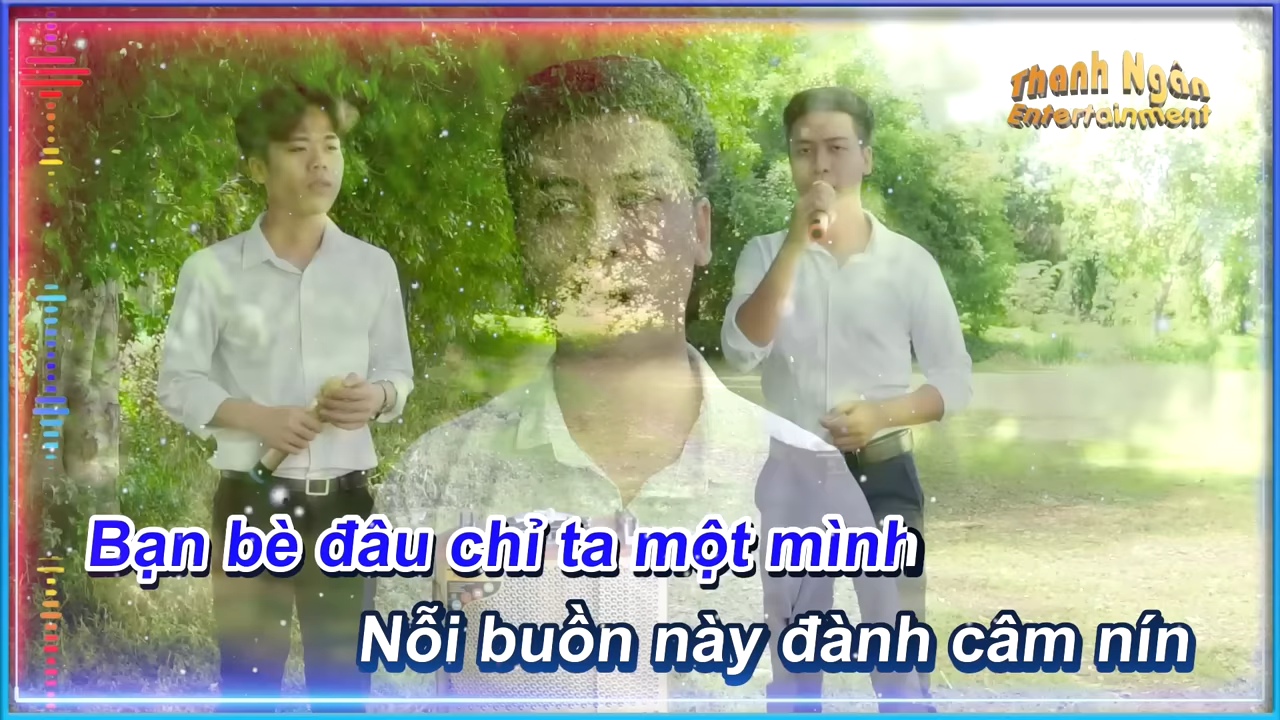 Thanh Ngân
Entertainment
Bạn bè đâu chỉ ta một mình
Nỗi buồn này đành câm nín